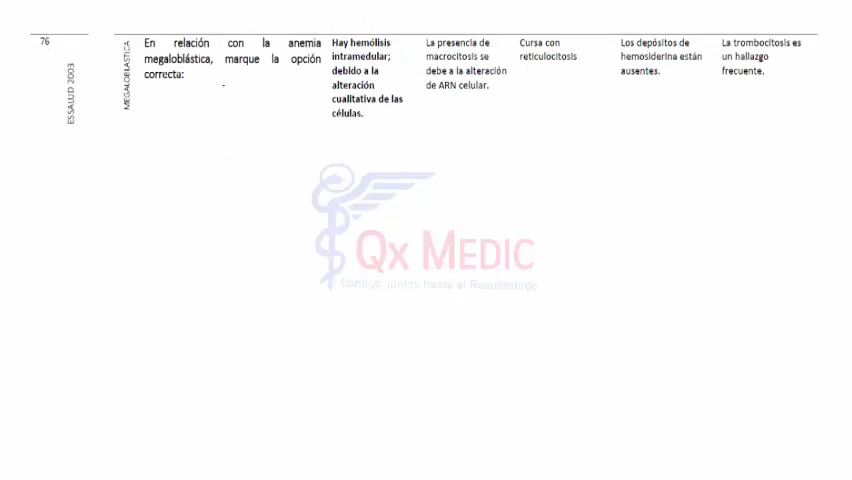 76
ESSALUD 2003
MEGALOBLASTICA
En relación con la anemia
megaloblástica, marque la opción
correcta:
-
Hay hemólisis
intramedular;
debido a la
alteración
cualitativa de las
células.
La presencia de
macrocitosis se
debe a la alteración
de ARN celular.
Cursa con
reticulocitosis
Los depósitos de
hemosiderina están
ausentes.
La trombocitosis es
un hallazgo
frecuente.
Qx MEDIC
Contigo, juntos hasta el Residentado